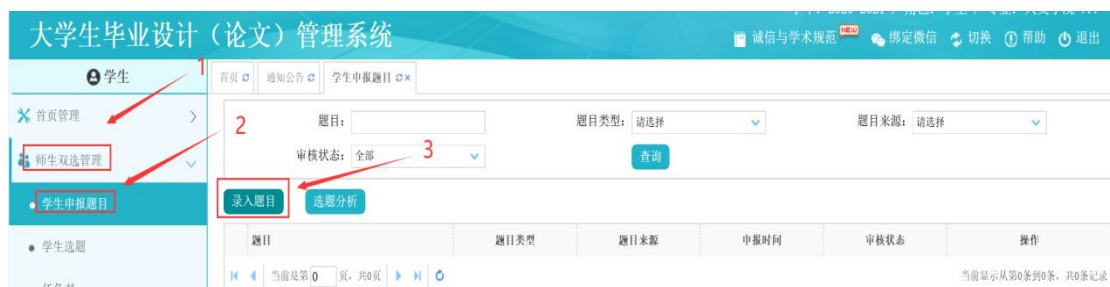 大学生毕业设计（论文）管理系统
诚信与学术规范 NEW 绑定微信 切换 帮助 退出
学生
首页 通知公告 学生申报题目
1
首页管理
2
题目：
题目类型： 请选择
题目来源： 请选择
师生双选管理
审核状态： 全部
3
查询
学生申报题目
录入题目 选题分析
题目 题目类型 题目来源 申报时间 审核状态 操作
学生选题
当前是第 0 页，共0页
当前显示从第0条到0条，共0条记录